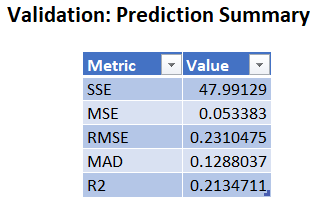 Validation: Prediction Summary
Metric Value
SSE 47.99129
MSE 0.053383
RMSE 0.2310475
MAD 0.1288037
R2 0.2134711